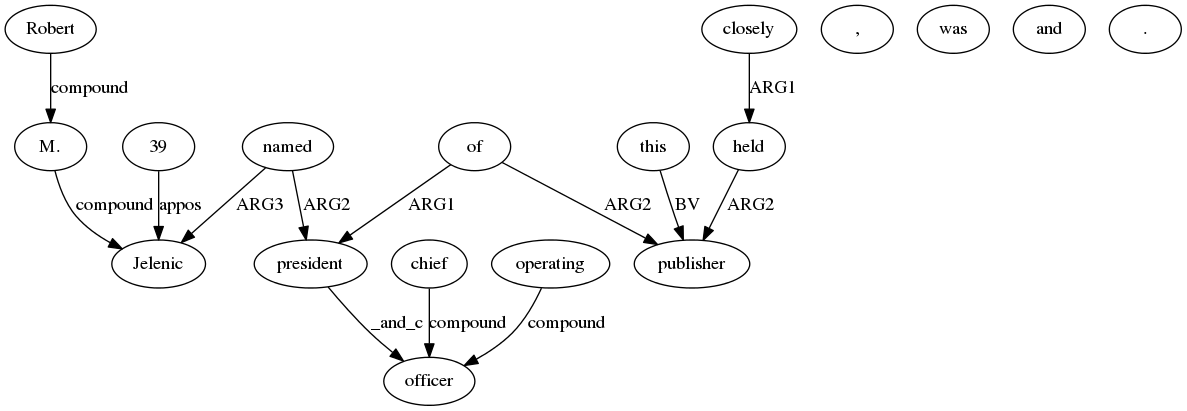 Robert closely , was and .
compound ARG1
M. 39 named of this held
compound appos ARG3 ARG2 ARG1 ARG2 BV ARG2
Jelenic president chief operating publisher
_and_c compound compound
officer